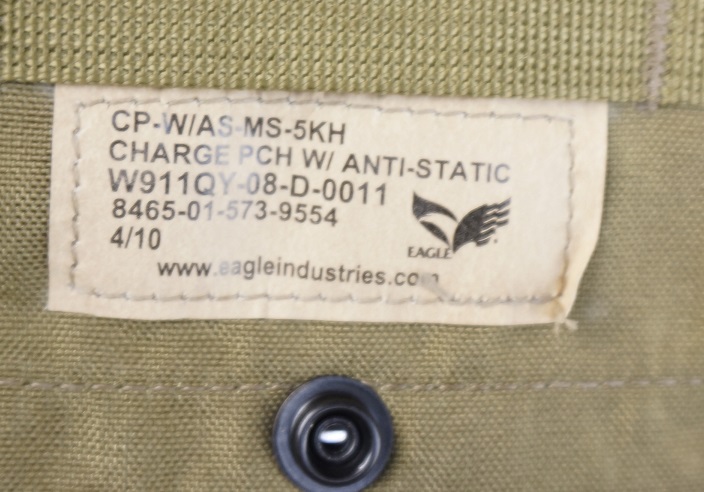 CP-W/AS-MS-5KH
CHARGE PCH W/ ANTI-STATIC
W911QY-08-D-0011
8465-01-573-9554
4/10
EAGLE
www.eagleindustries.com